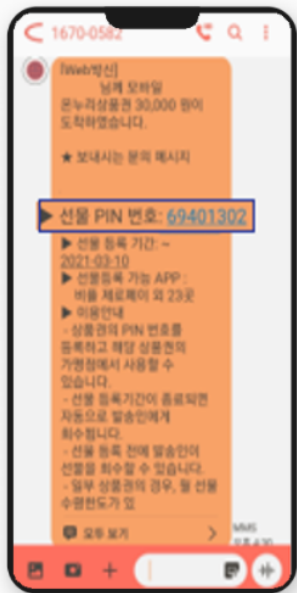 1670-0582
[Web발신]
님께 모바일
온누리상품권 30,000 원이
도착하였습니다.
★ 보내시는 분의 메시지
▶ 선물 PIN 번호: 69401302
▶ 선물 등록 기간: ~
2021-03-10
▶ 선물등록 가능 APP :
비플 제로페이 외 23곳
▶ 이용안내
- 상품권의 PIN 번호를
등록하고 해당 상품권의
가맹점에서 사용할 수
있습니다.
- 선물 등록기간이 종료되면
자동으로 발송인에게
회수됩니다.
- 선물 등록 전에 발송인이
선물을 회수할 수 있습니다.
- 일부 상품권의 경우, 월 선물
수령한도가 있
모두 보기 >
MMS
오후 4:30